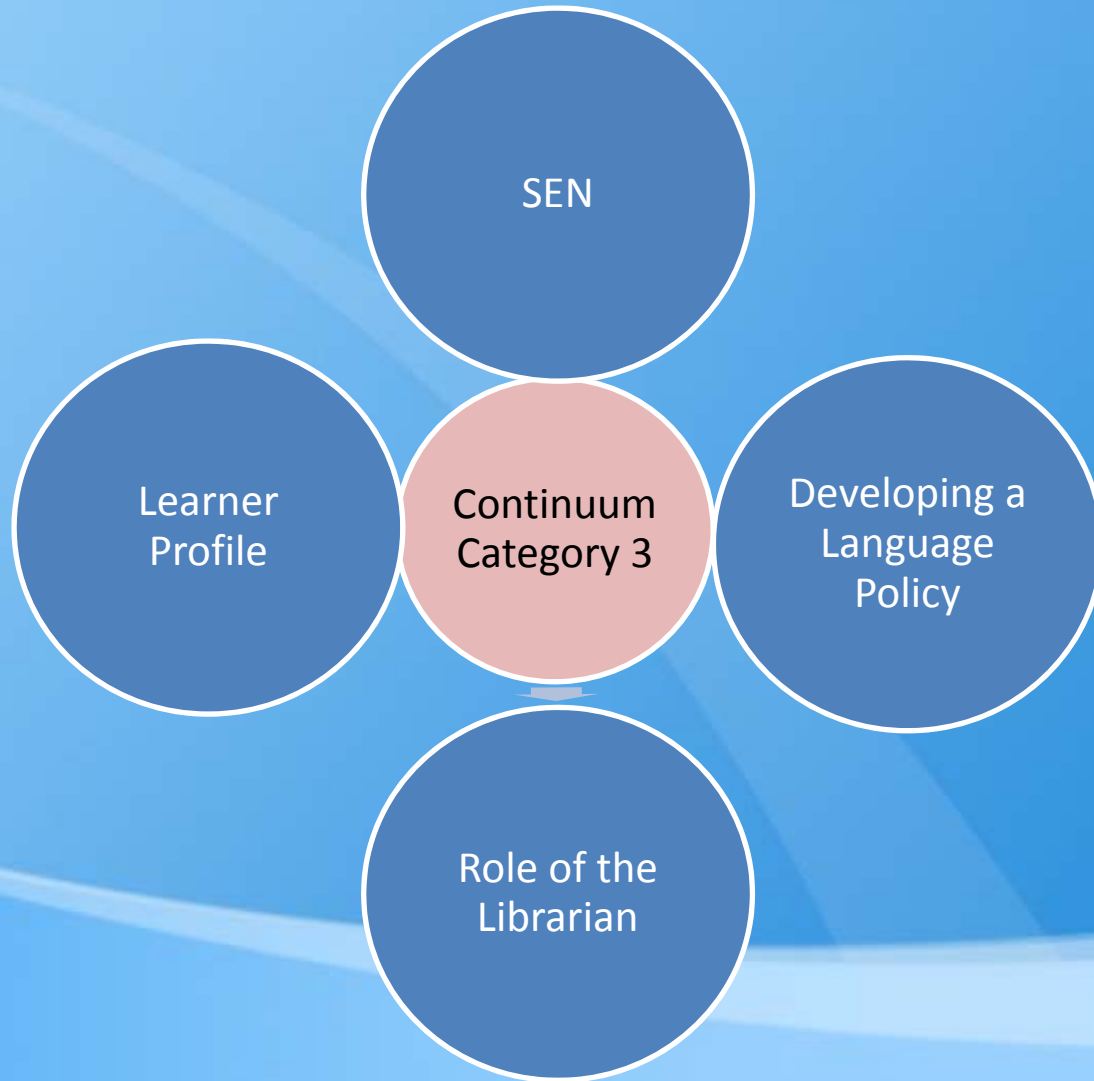 SEN
Learner
Profile
Continuum
Category 3
Developing a
Language
Policy
Role of the
Librarian